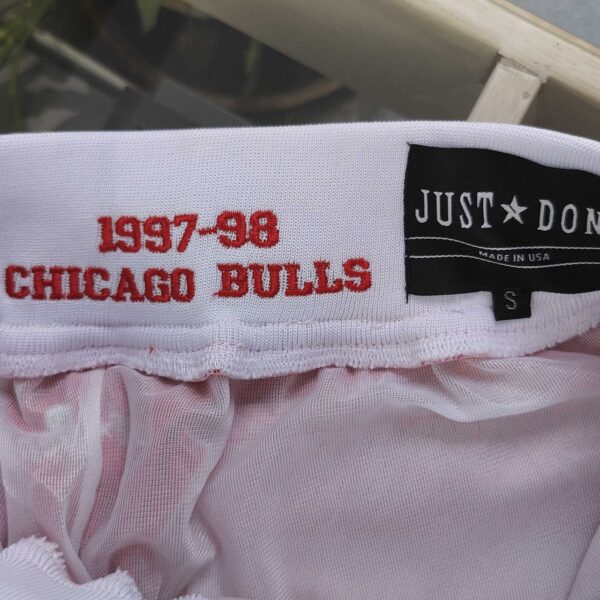 1997-98
CHICAGO BULLS
JUST★DON
MADE IN USA
S